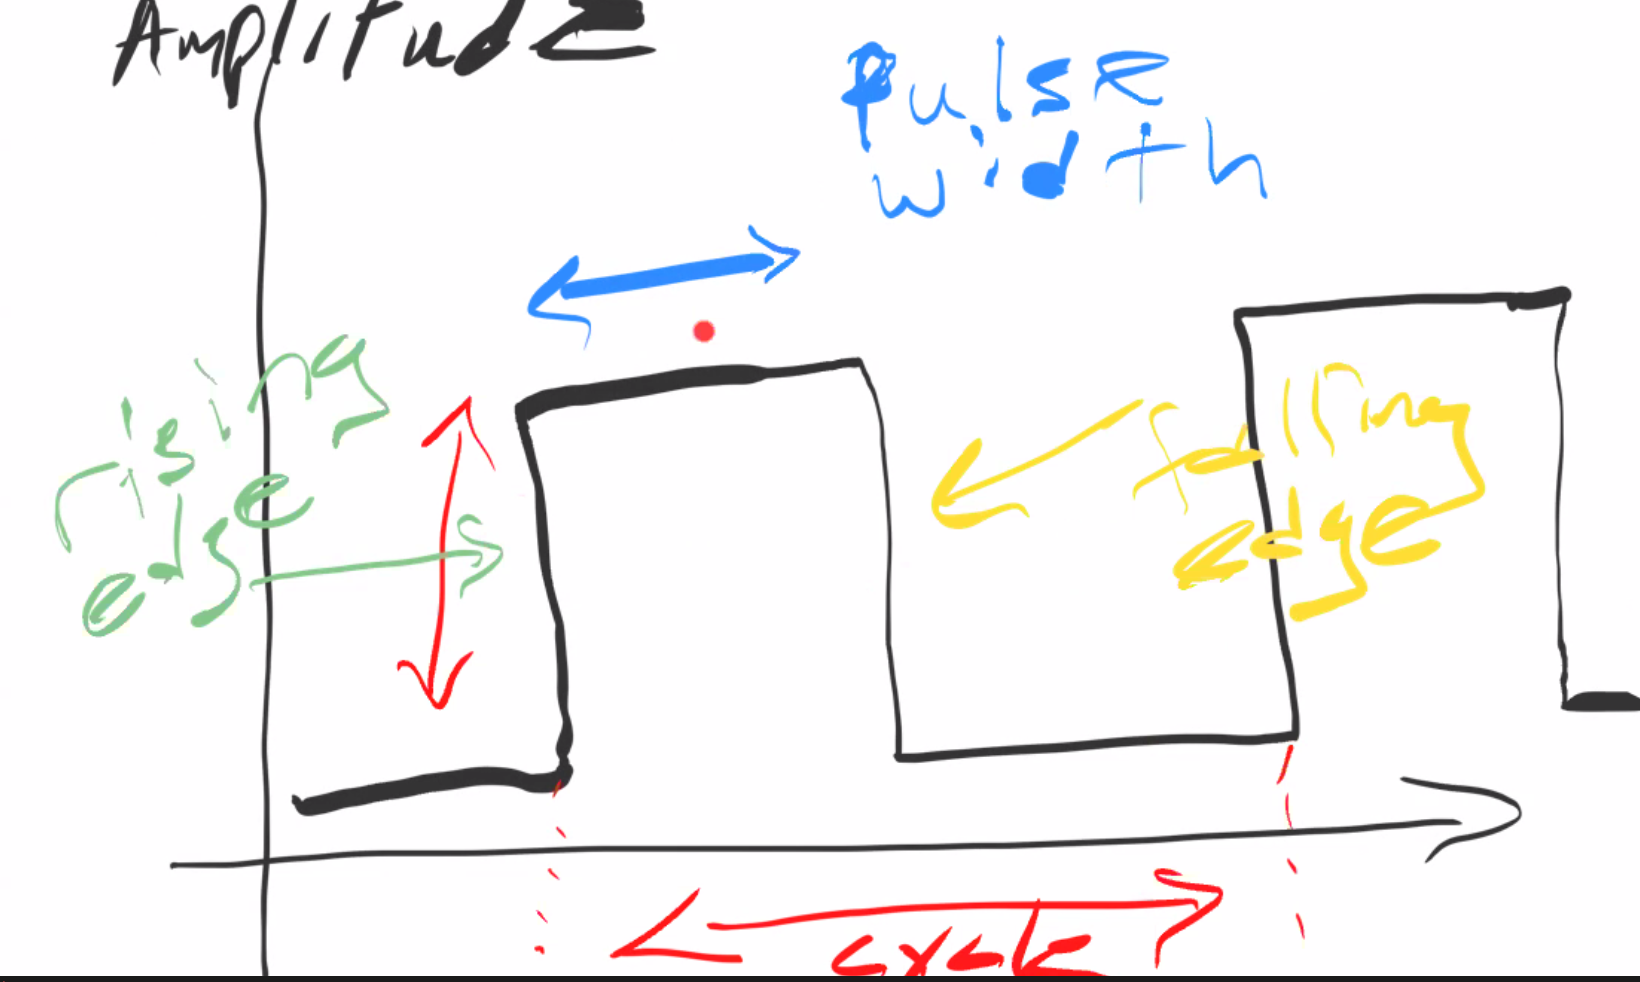 Amplitude
Pulse
width
rising
edge
falling
edge
cycle